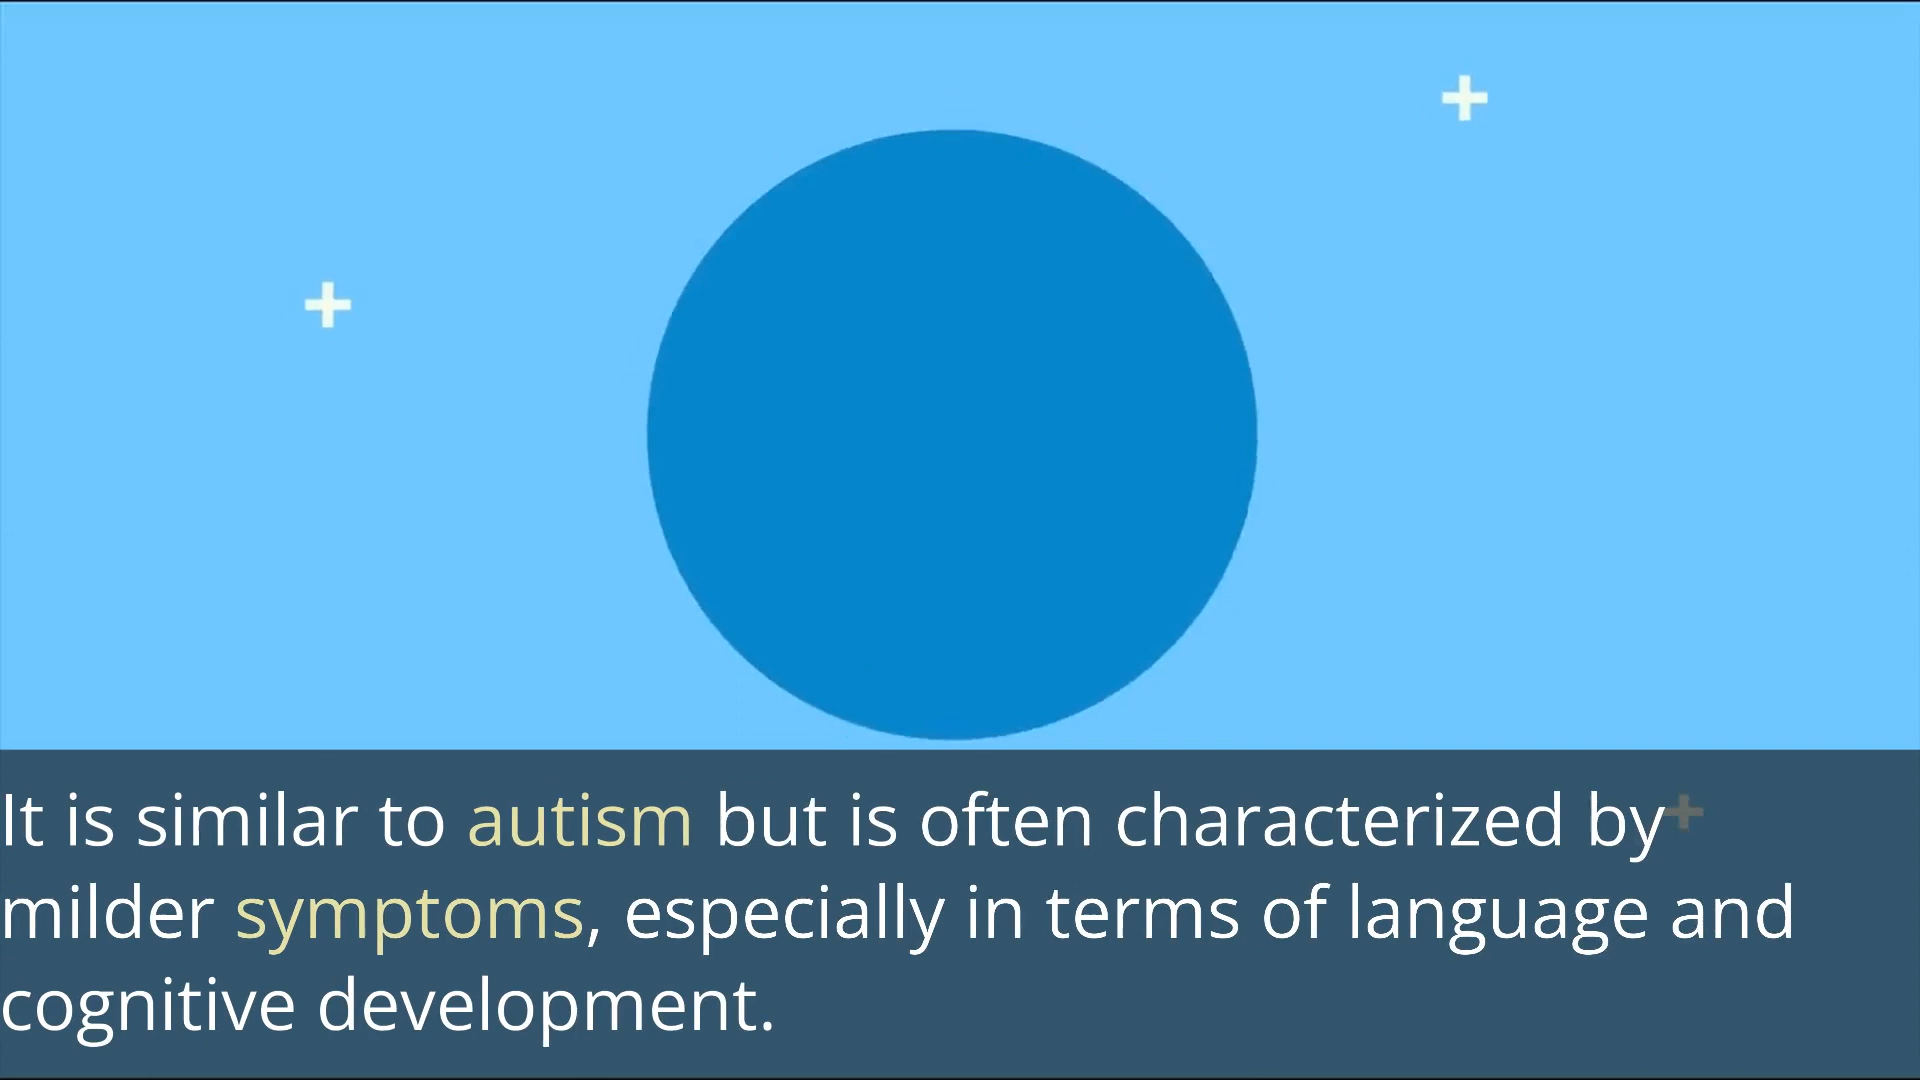 It is similar to autism but is often characterized by
milder symptoms, especially in terms of language and
cognitive development.